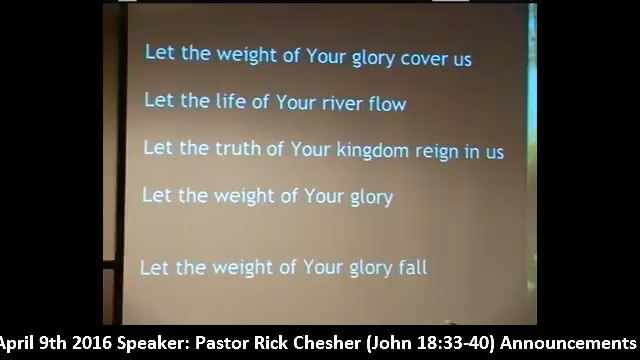 Let the weight of Your glory cover us
Let the life of Your river flow
Let the truth of Your kingdom reign in us
Let the weight of Your glory
Let the weight of Your glory fall
April 9th 2016 Speaker: Pastor Rick Chesher (John 18:33-40) Announcements